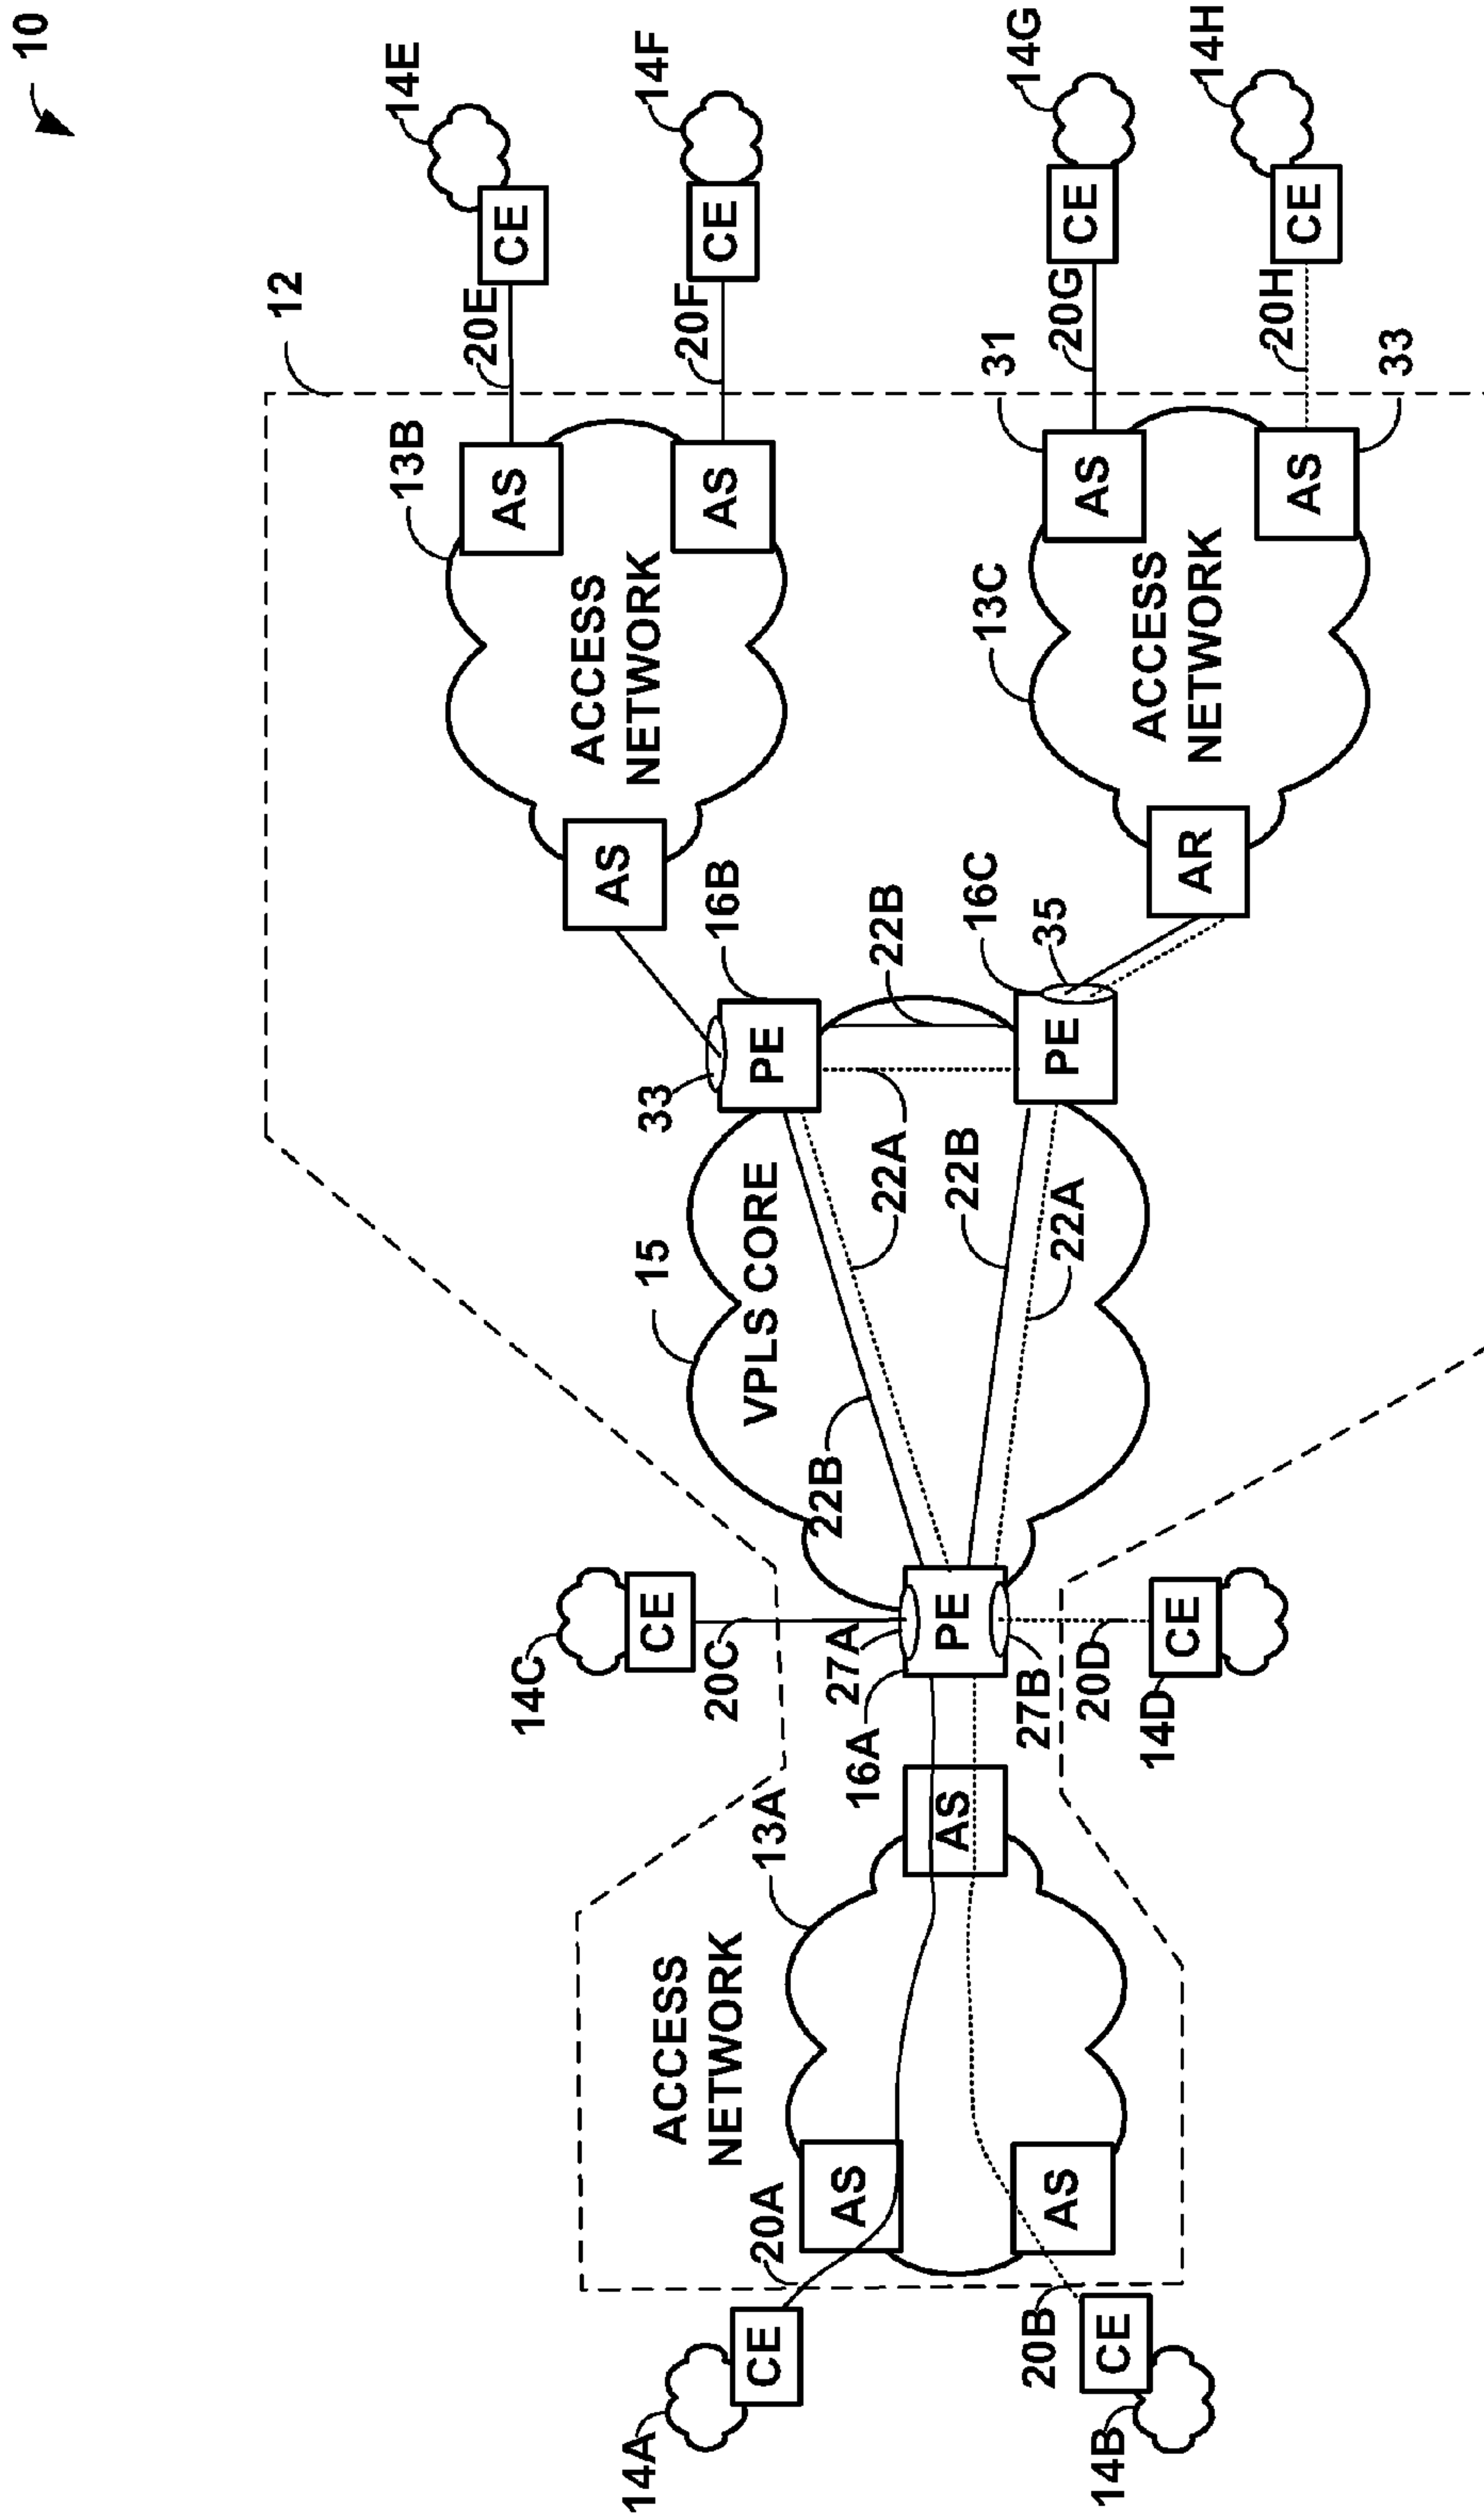 10
12
14A
CE
20A
14B
CE
20B
ACCESS
NETWORK
13A
AS
AS
AS
14C
CE
20C
27A
16A
PE
27B
20D
14D
CE
15
VPLS CORE
22B
22A
22B
22A
33
PE
16B
22B
16C
PE
35
AS
ACCESS
NETWORK
13B
AS
AS
20E
20F
CE
CE
14E
14F
AR
ACCESS
NETWORK
13C
AS
AS
31
33
20G
20H
CE
CE
14G
14H